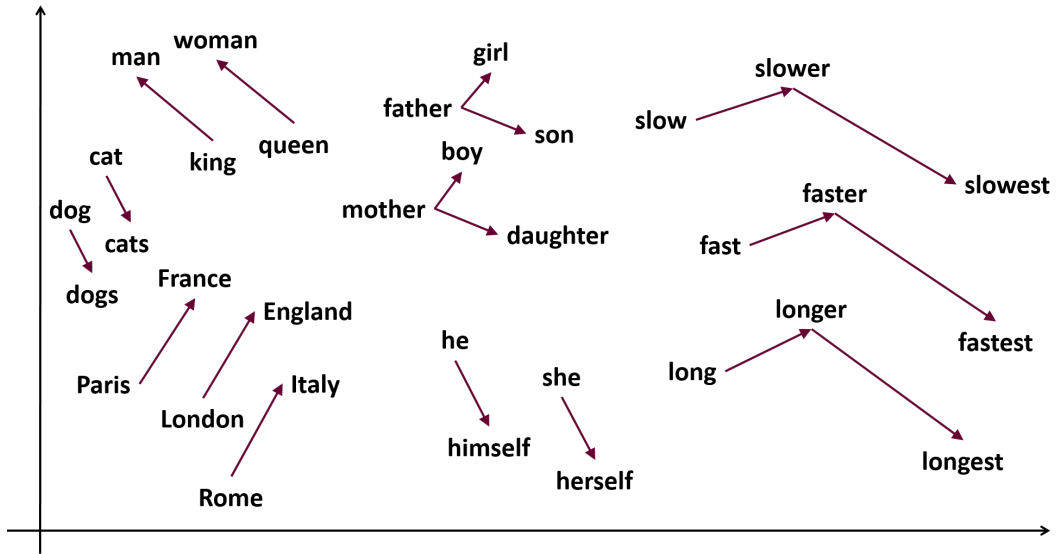 man
woman
king
queen
cat
cats
dog
dogs
France
England
Italy
Paris
London
Rome
girl
father
son
boy
mother
daughter
he
himself
she
herself
slower
slow
slowest
faster
fast
fastest
longer
long
longest